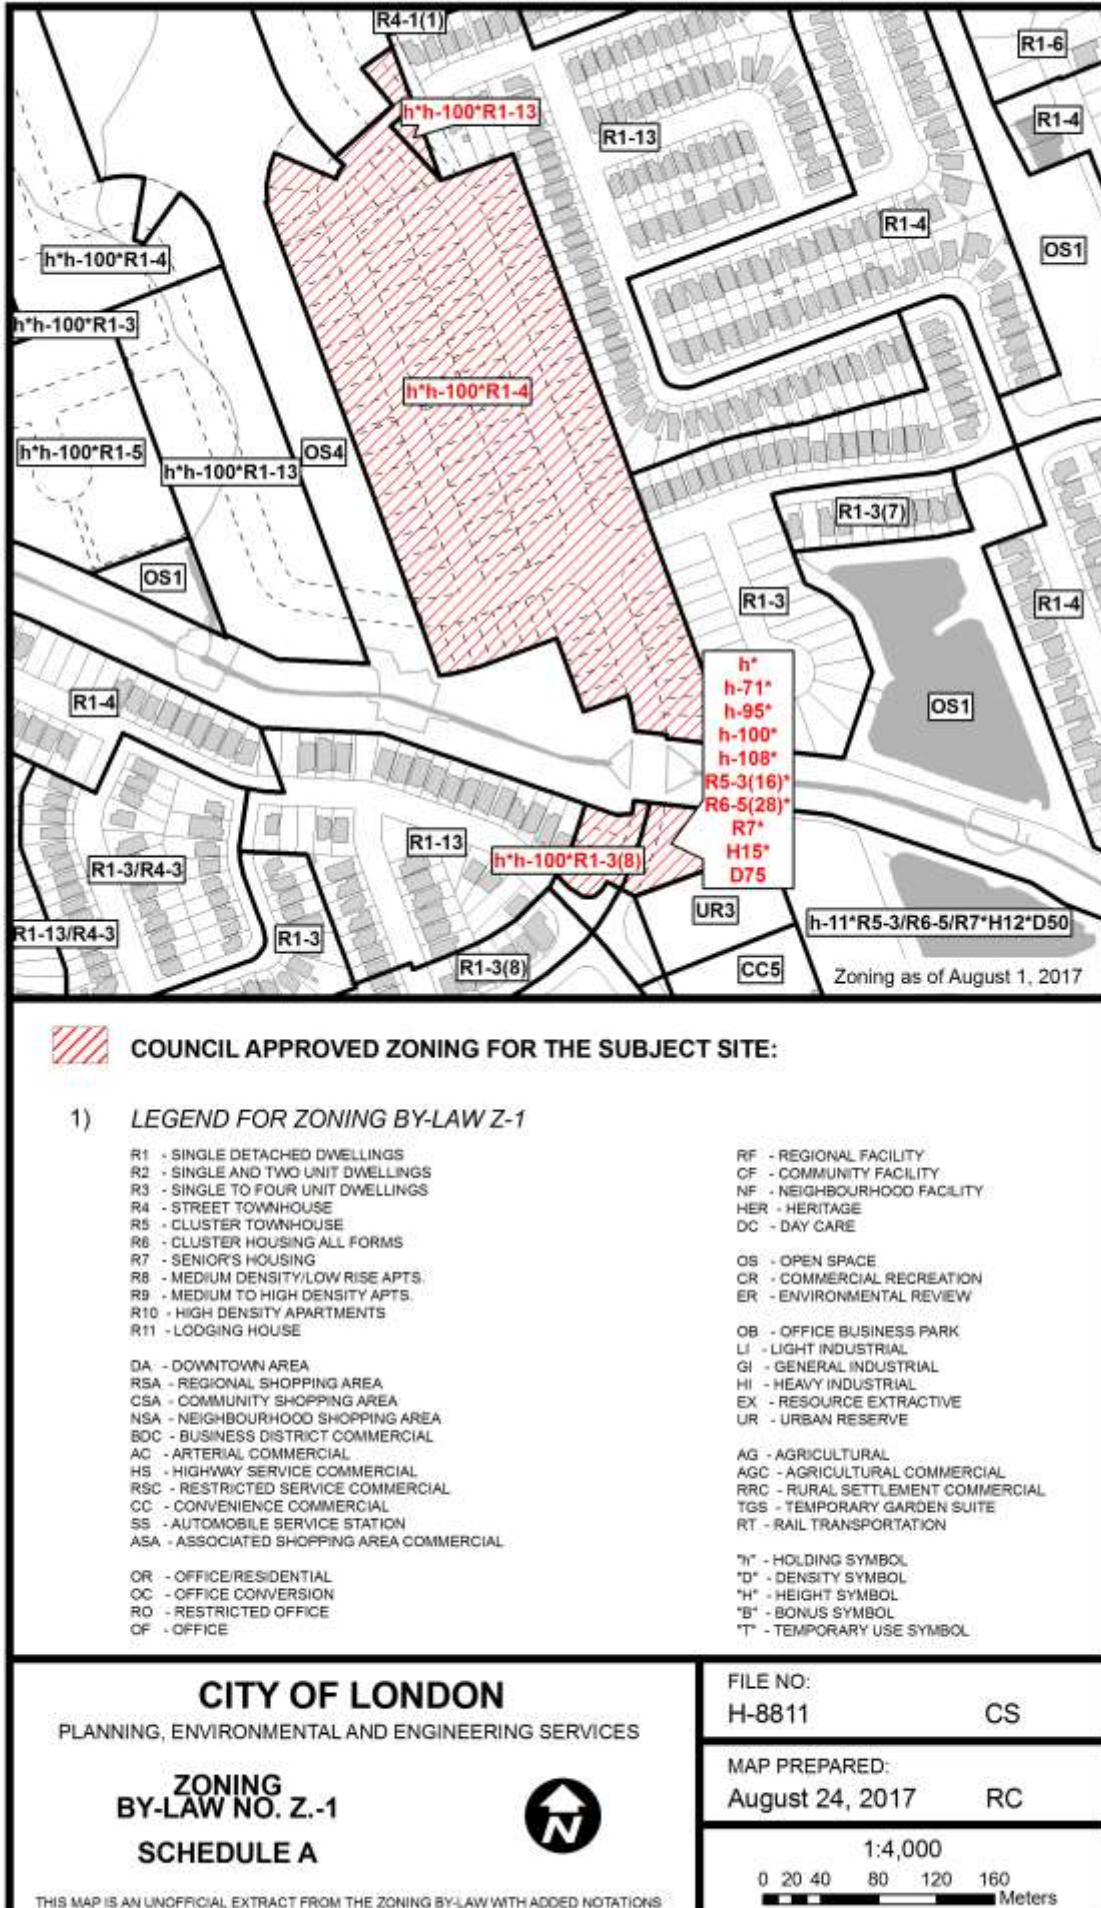 R4-1(1)
R1-6
h*h-100*R1-13
R1-13
R1-4
R1-4
OS1
h*h-100*R1-4
h*h-100*R1-3
h*h-100*R1-4
h*h-100*R1-5
h*h-100*R1-13
OS4
R1-3(7)
OS1
R1-3
R1-4
h*
h-71*
h-95*
h-100*
h-108*
R5-3(16)*
R6-5(28)*
R7*
H15*
D75
R1-4
OS1
R1-13
h*h-100*R1-3(8)
R1-3/R4-3
UR3
h-11*R5-3/R6-5/R7*H12*D50
R1-13/R4-3
R1-3
R1-3(8)
CC5
Zoning as of August 1, 2017
COUNCIL APPROVED ZONING FOR THE SUBJECT SITE:
1) LEGEND FOR ZONING BY-LAW Z-1
R1 - SINGLE DETACHED DWELLINGS
R2 - SINGLE AND TWO UNIT DWELLINGS
R3 - SINGLE TO FOUR UNIT DWELLINGS
R4 - STREET TOWNHOUSE
R5 - CLUSTER TOWNHOUSE
R6 - CLUSTER HOUSING ALL FORMS
R7 - SENIOR'S HOUSING
R8 - MEDIUM DENSITY/LOW RISE APTS.
R9 - MEDIUM TO HIGH DENSITY APTS.
R10 - HIGH DENSITY APARTMENTS
R11 - LODGING HOUSE
DA - DOWNTOWN AREA
RSA - REGIONAL SHOPPING AREA
CSA - COMMUNITY SHOPPING AREA
NSA - NEIGHBOURHOOD SHOPPING AREA
BDC - BUSINESS DISTRICT COMMERCIAL
AC - ARTERIAL COMMERCIAL
HS - HIGHWAY SERVICE COMMERCIAL
RSC - RESTRICTED SERVICE COMMERCIAL
CC - CONVENIENCE COMMERCIAL
SS - AUTOMOBILE SERVICE STATION
ASA - ASSOCIATED SHOPPING AREA COMMERCIAL
OR - OFFICE/RESIDENTIAL
OC - OFFICE CONVERSION
RO - RESTRICTED OFFICE
OF - OFFICE
RF - REGIONAL FACILITY
CF - COMMUNITY FACILITY
NF - NEIGHBOURHOOD FACILITY
HER - HERITAGE
DC - DAY CARE
OS - OPEN SPACE
CR - COMMERCIAL RECREATION
ER - ENVIRONMENTAL REVIEW
OB - OFFICE BUSINESS PARK
LI - LIGHT INDUSTRIAL
GI - GENERAL INDUSTRIAL
HI - HEAVY INDUSTRIAL
EX - RESOURCE EXTRACTIVE
UR - URBAN RESERVE
AG - AGRICULTURAL
AGC - AGRICULTURAL COMMERCIAL
RRC - RURAL SETTLEMENT COMMERCIAL
TGS - TEMPORARY GARDEN SUITE
RT - RAIL TRANSPORTATION
"h" - HOLDING SYMBOL
"D" - DENSITY SYMBOL
"H" - HEIGHT SYMBOL
"B" - BONUS SYMBOL
"T" - TEMPORARY USE SYMBOL
CITY OF LONDON
PLANNING, ENVIRONMENTAL AND ENGINEERING SERVICES
ZONING
BY-LAW NO. Z.-1
SCHEDULE A
N
THIS MAP IS AN UNOFFICIAL EXTRACT FROM THE ZONING BY-LAW WITH ADDED NOTATIONS
FILE NO:
H-8811 CS
MAP PREPARED:
August 24, 2017 RC
1:4,000
0 20 40 80 120 160
Meters